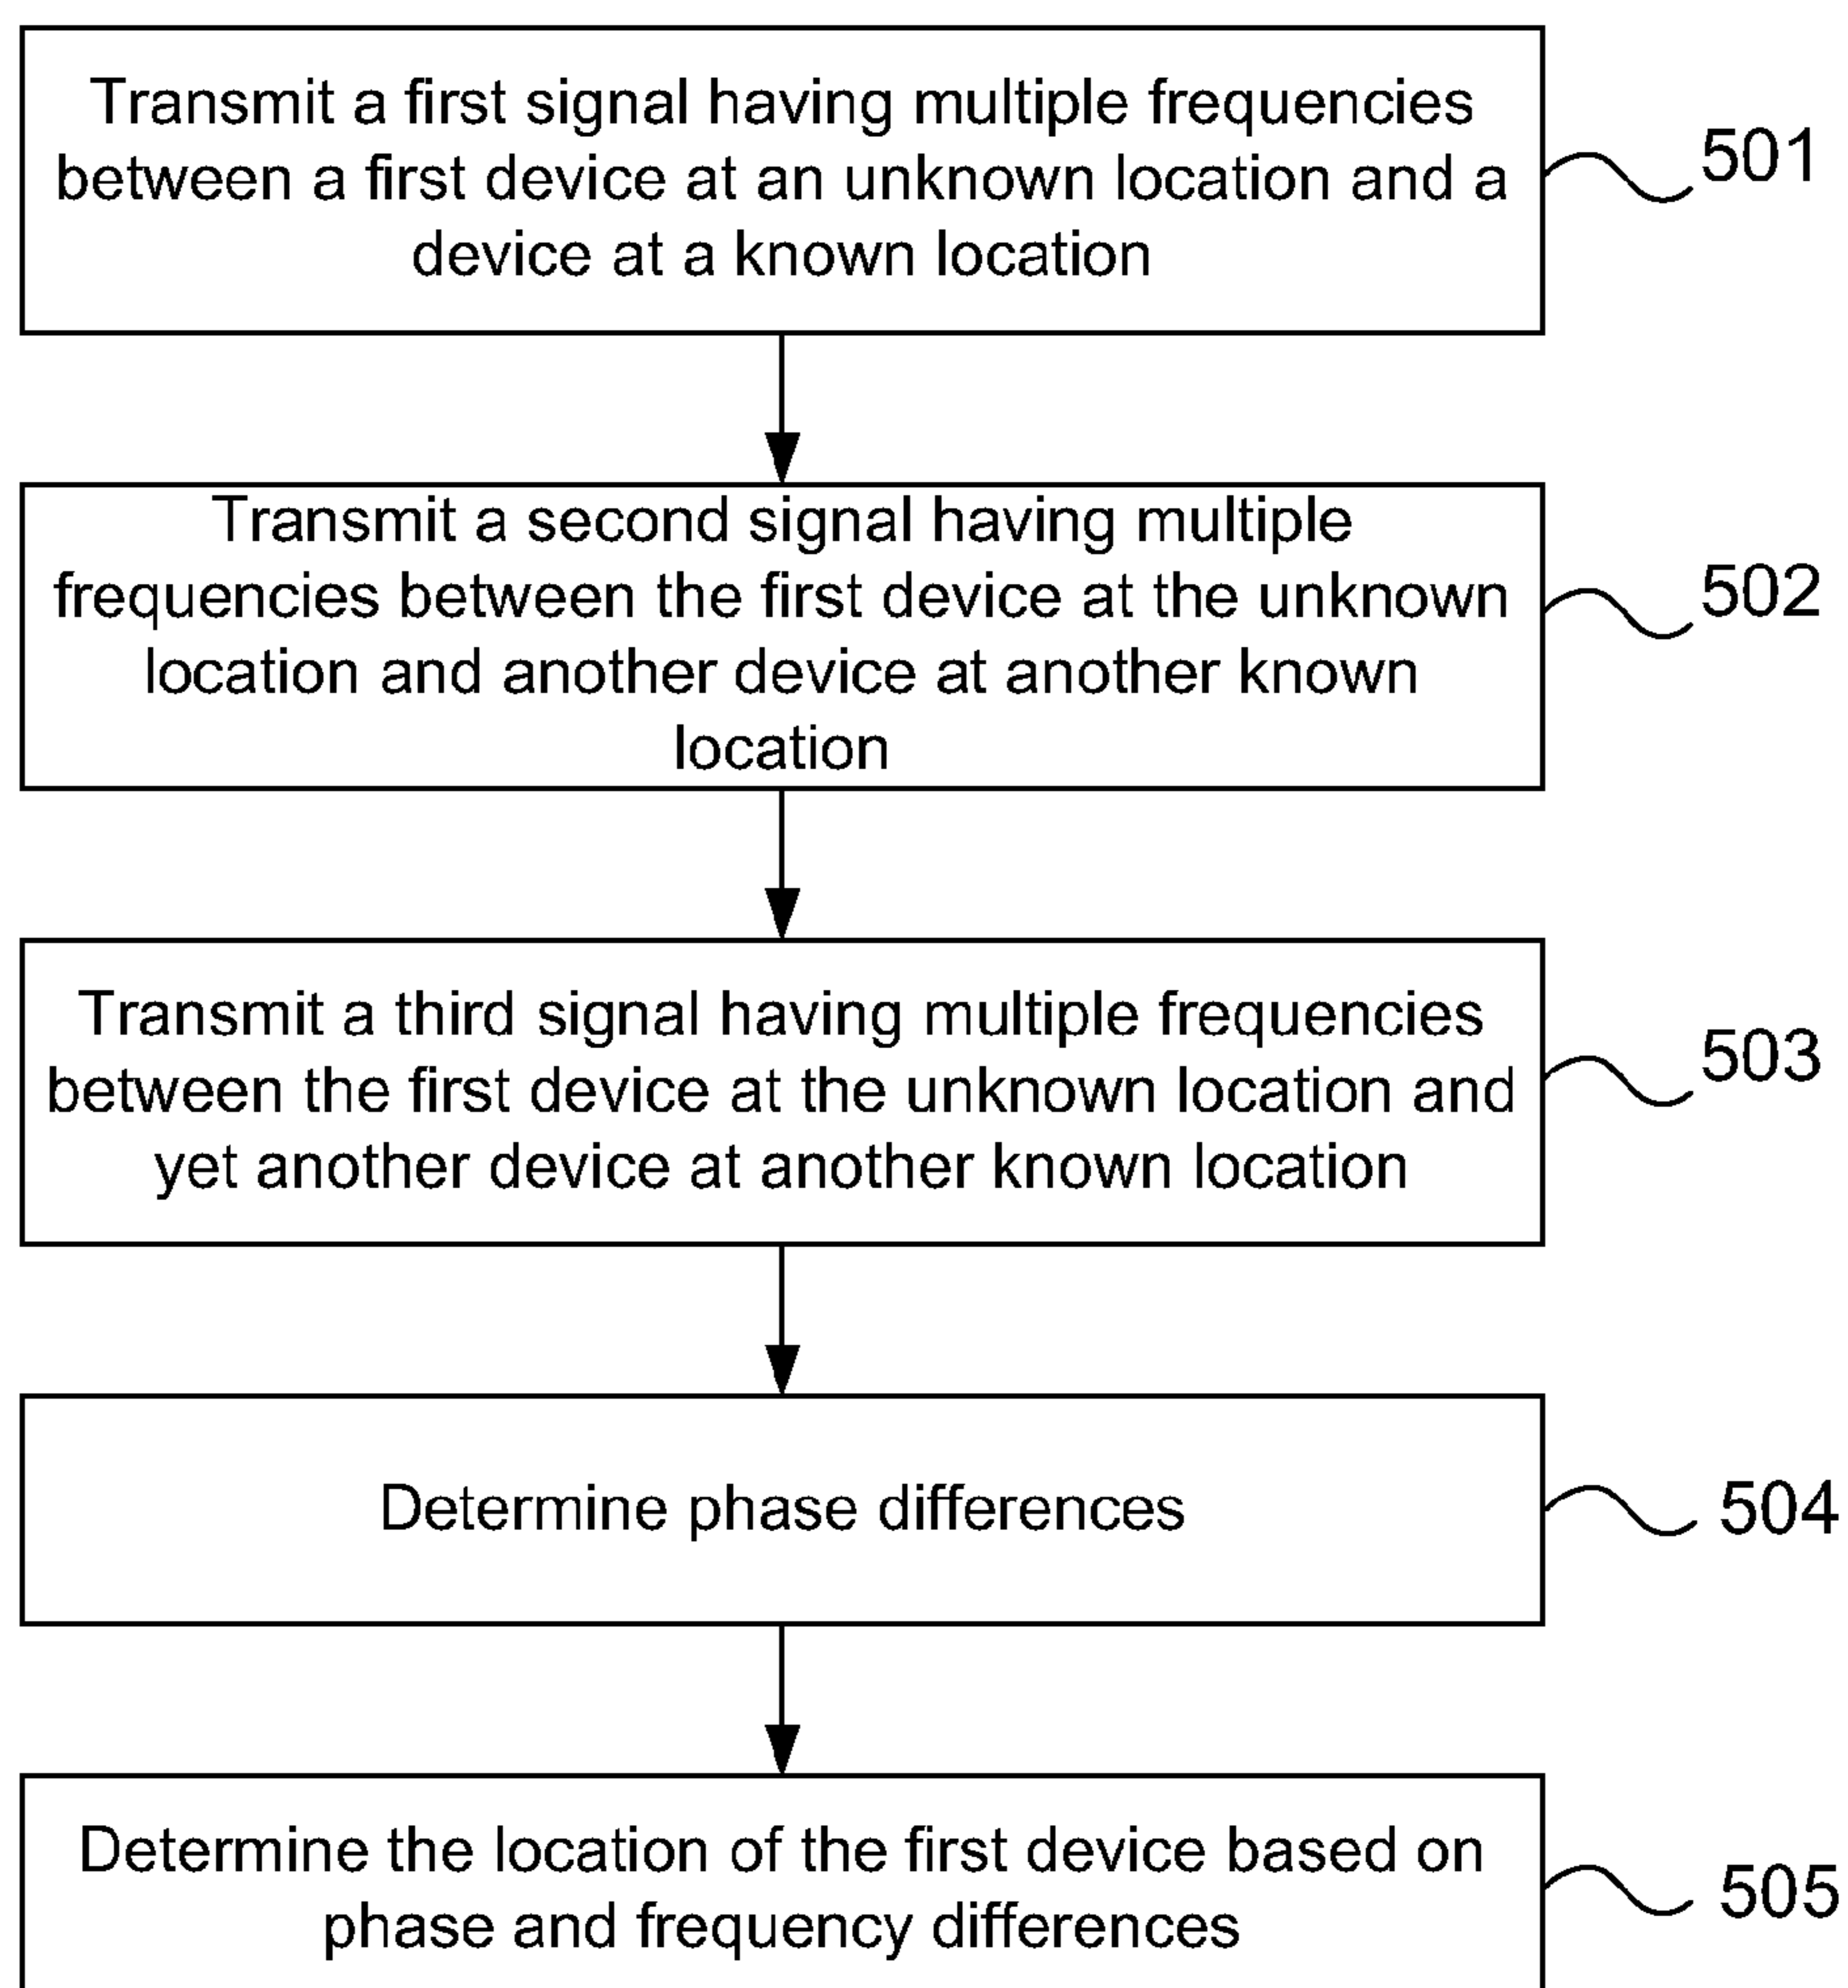 Transmit a first signal having multiple frequencies
between a first device at an unknown location and a
device at a known location
501
Transmit a second signal having multiple
frequencies between the first device at the unknown
location and another device at another known
location
502
Transmit a third signal having multiple frequencies
between the first device at the unknown location and
yet another device at another known location
503
Determine phase differences
504
Determine the location of the first device based on
phase and frequency differences
505